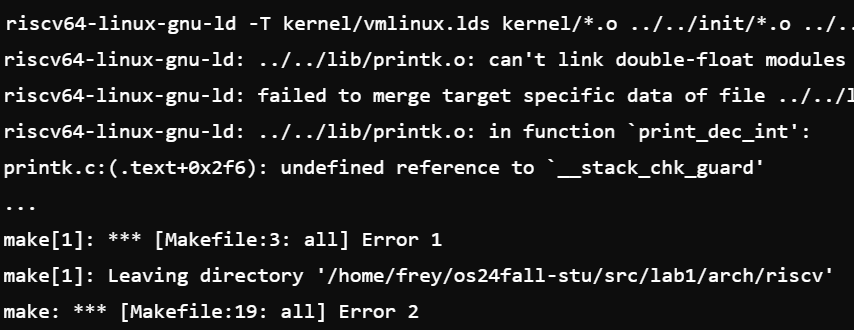 riscv64-linux-gnu-ld -T kernel/vmlinux.lds kernel/*.o ../../init/*.o ../..
riscv64-linux-gnu-ld: ../../lib/printk.o: can't link double-float modules
riscv64-linux-gnu-ld: failed to merge target specific data of file ../../l
riscv64-linux-gnu-ld: ../../lib/printk.o: in function `print_dec_int':
printk.c:(.text+0x2f6): undefined reference to `__stack_chk_guard'
...
make[1]: *** [Makefile:3: all] Error 1
make[1]: Leaving directory '/home/frey/os24fall-stu/src/lab1/arch/riscv'
make: *** [Makefile:19: all] Error 2